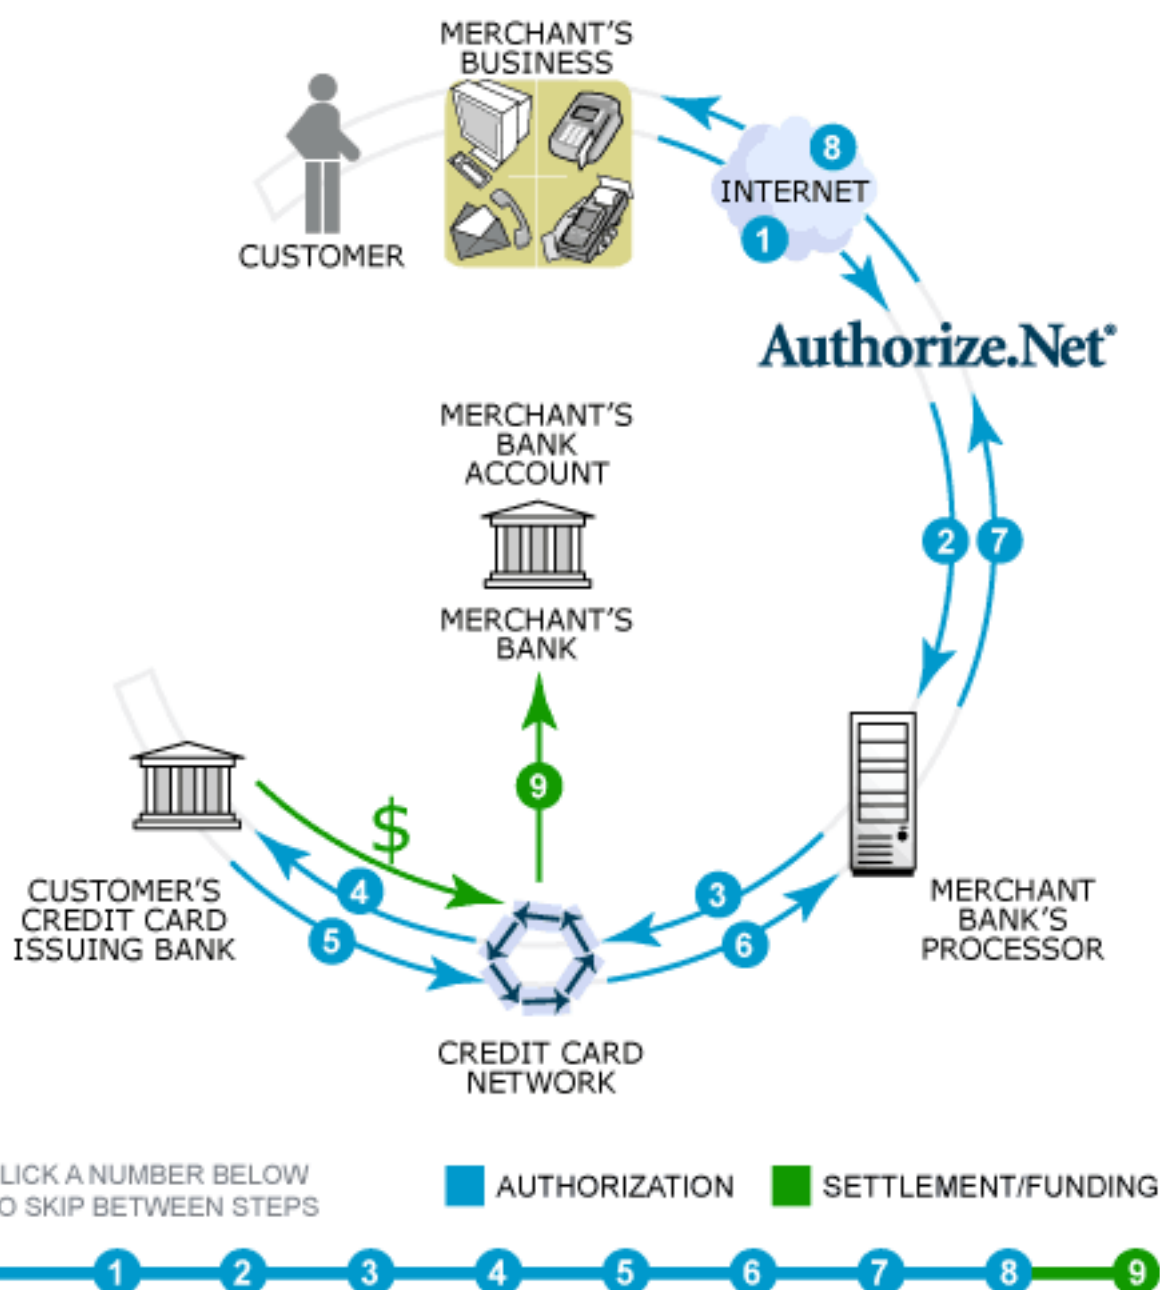 MERCHANT'S
BUSINESS
CUSTOMER
8
INTERNET
1
Authorize.Net®
MERCHANT'S
BANK
ACCOUNT
2
7
MERCHANT'S
BANK
9
$
4
5
3
6
CUSTOMER'S
CREDIT CARD
ISSUING BANK
MERCHANT
BANK'S
PROCESSOR
CREDIT CARD
NETWORK
LICK A NUMBER BELOW
O SKIP BETWEEN STEPS
AUTHORIZATION
SETTLEMENT/FUNDING
1 2 3 4 5 6 7 8 9